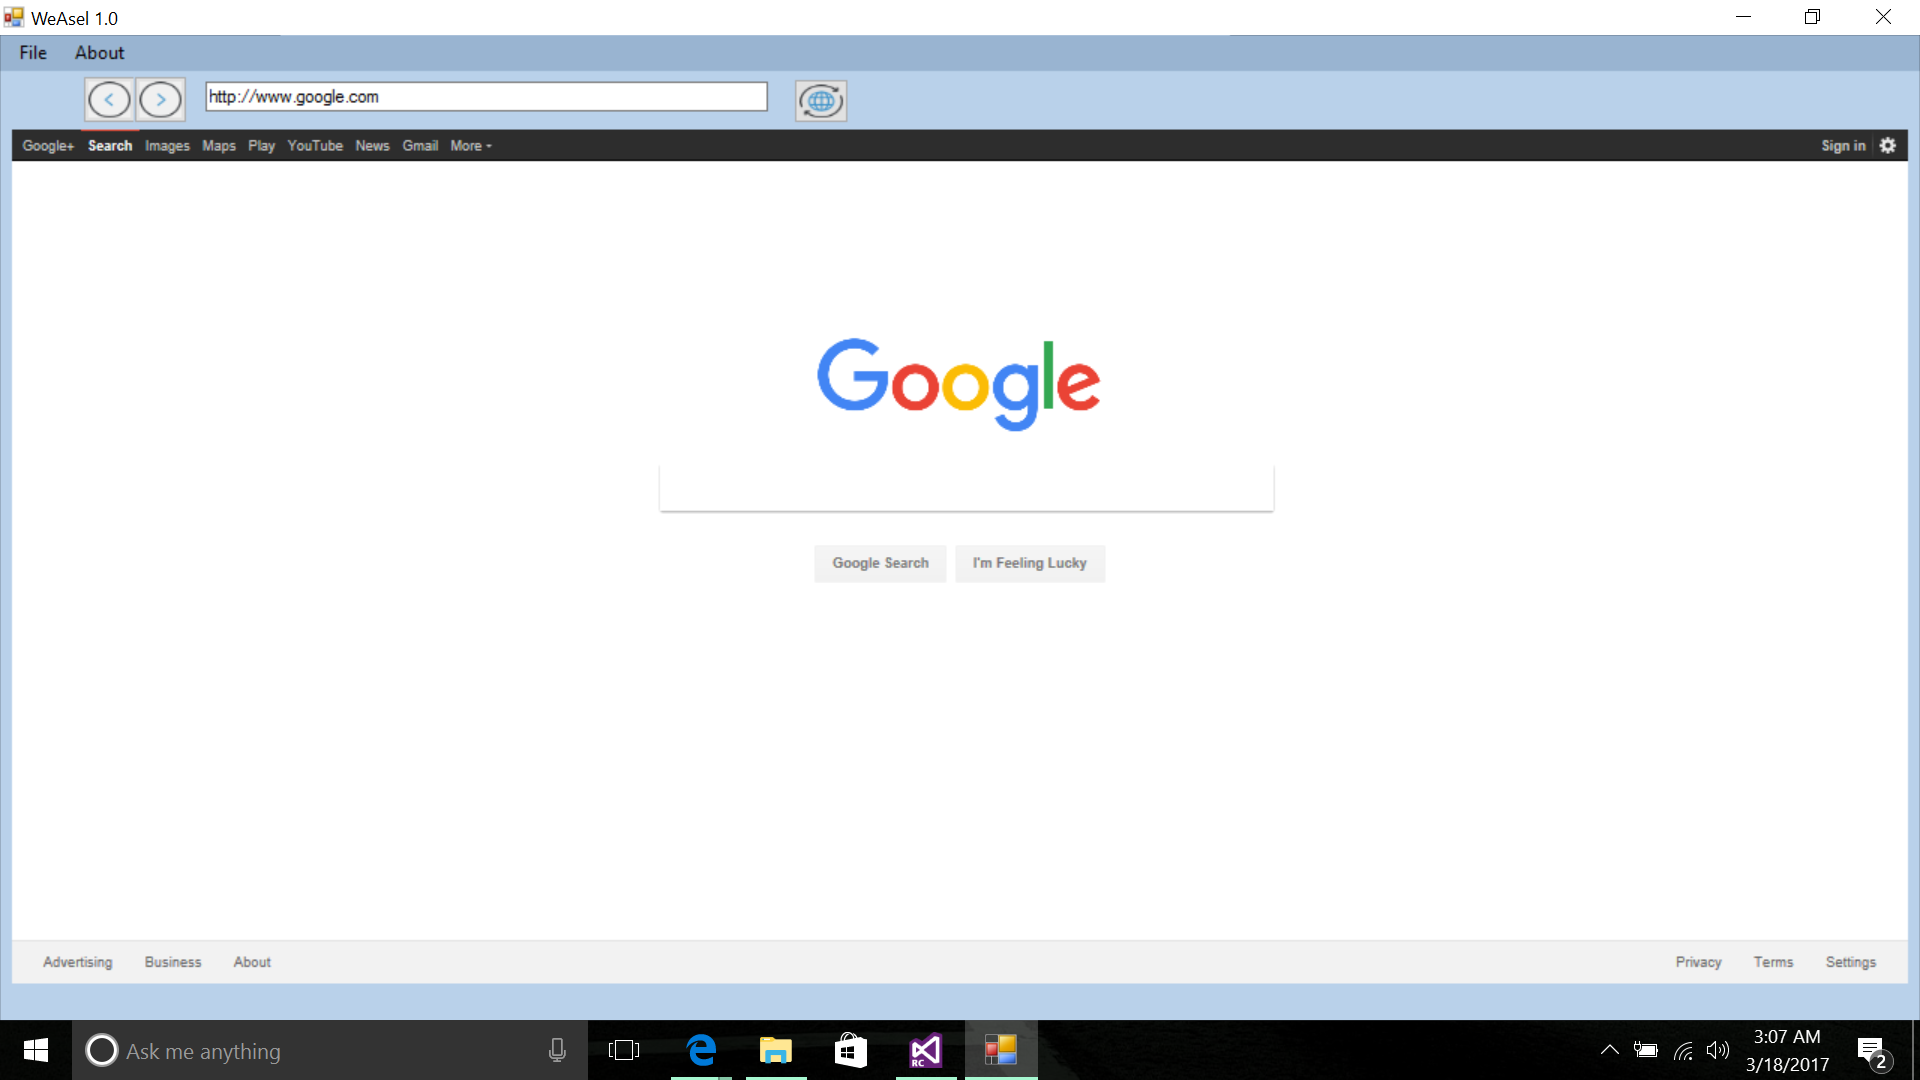 WeAsel 1.0
File About
http://www.google.com
Google+ Search Images Maps Play YouTube News Gmail More Sign in
Google
Google Search I'm Feeling Lucky
Advertising Business About Privacy Terms Settings
Ask me anything
RC
3:07 AM
3/18/2017
2